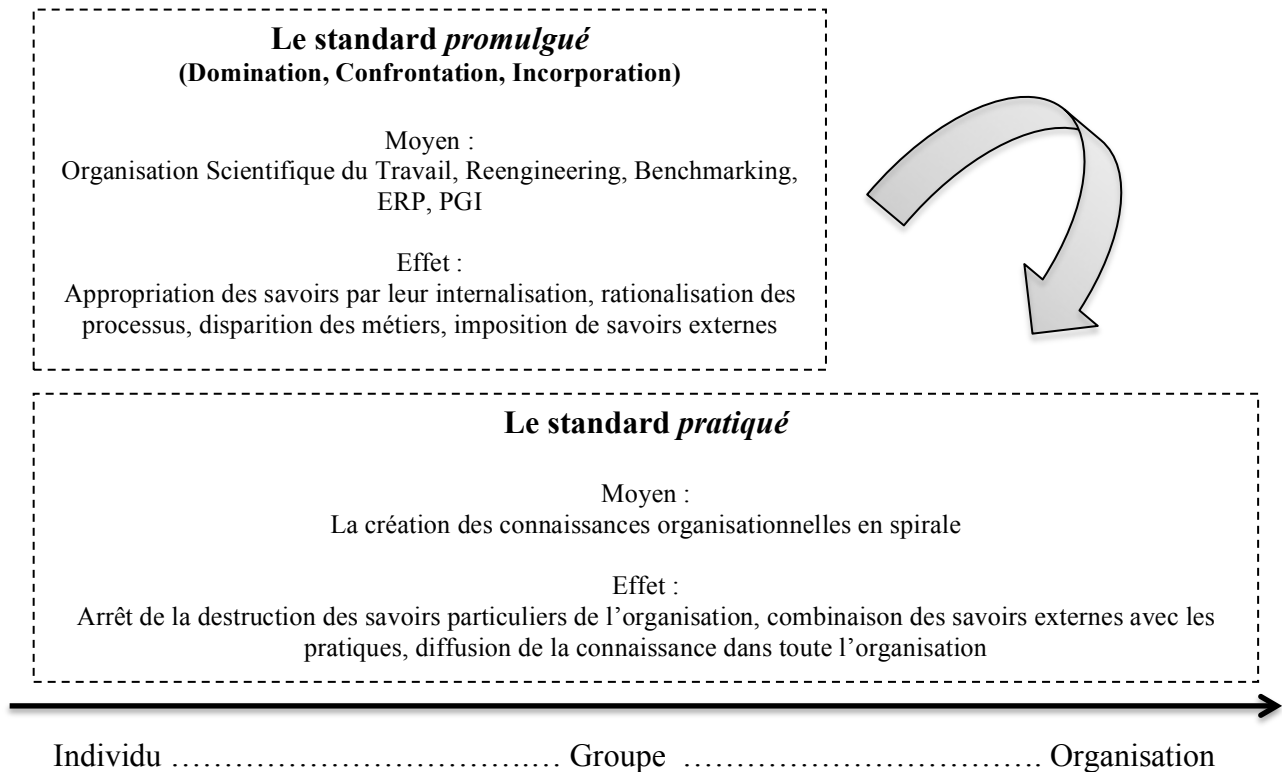 Le standard promulgué
(Domination, Confrontation, Incorporation)
Moyen :
Organisation Scientifique du Travail, Reengineering, Benchmarking,
ERP, PGI
Effet :
Appropriation des savoirs par leur internalisation, rationalisation des
processus, disparition des métiers, imposition de savoirs externes
Le standard pratiqué
Moyen :
La création des connaissances organisationnelles en spirale
Effet :
Arrêt de la destruction des savoirs particuliers de l’organisation, combinaison des savoirs externes avec les
pratiques, diffusion de la connaissance dans toute l’organisation
Individu ………………………………..… Groupe ………………………………. Organisation